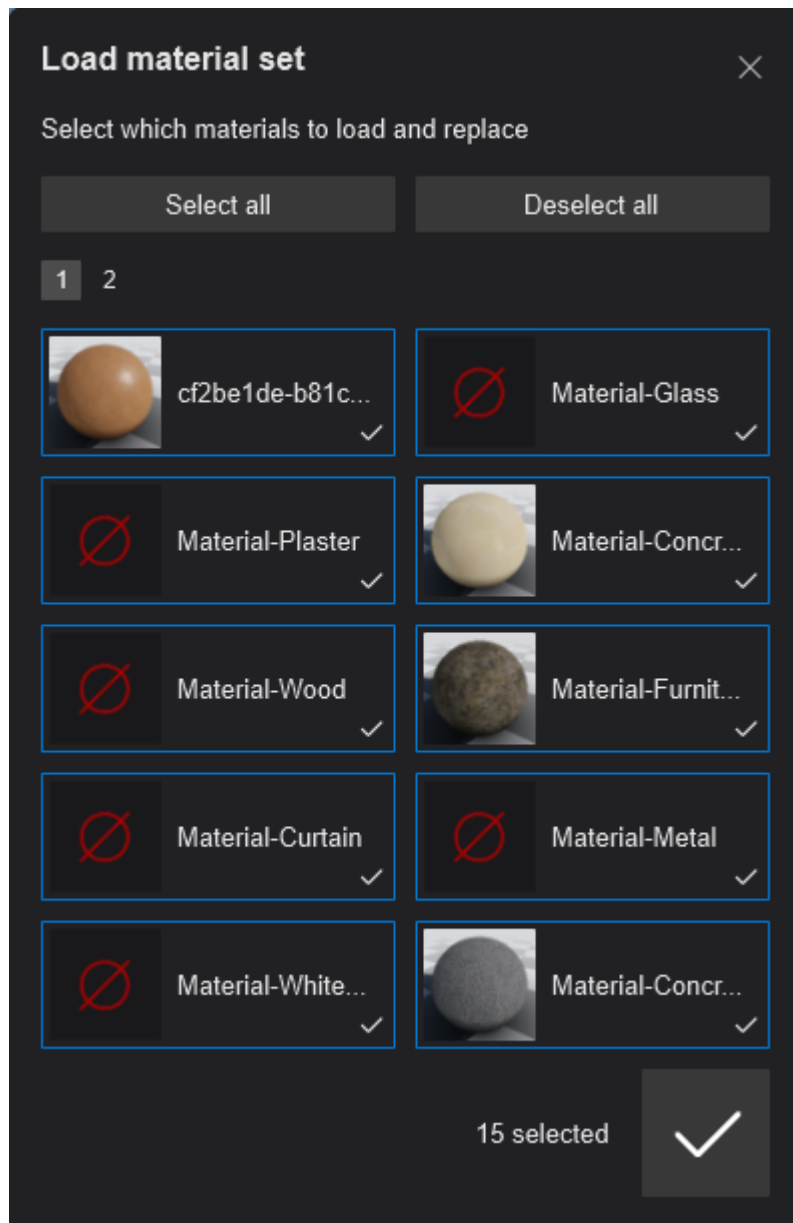 Load material set
Select which materials to load and replace
Select all
Deselect all
1 2
cf2be1de-b81c...
Material-Glass
Material-Plaster
Material-Concr...
Material-Wood
Material-Furnit...
Material-Curtain
Material-Metal
Material-White...
Material-Concr...
15 selected